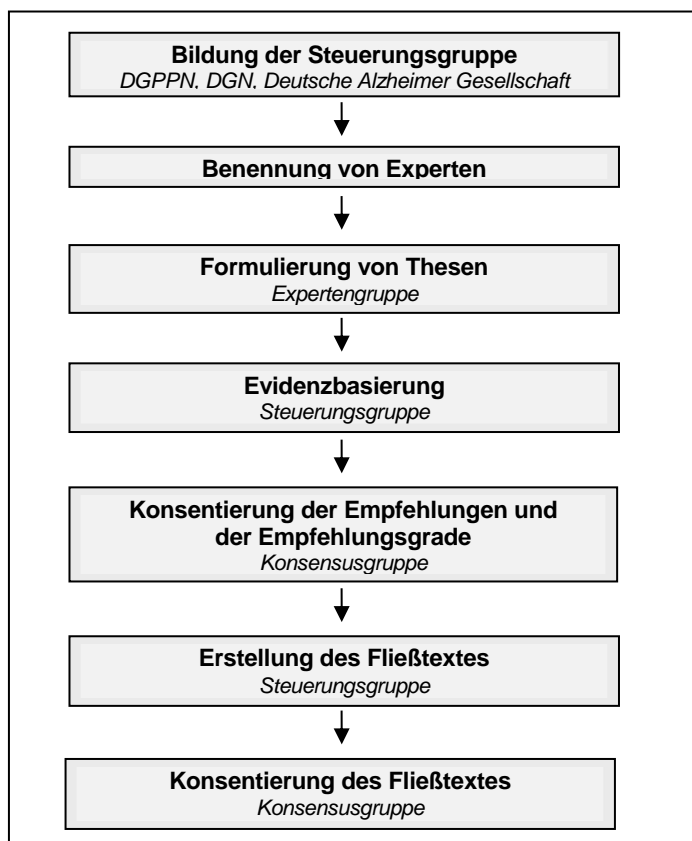 Bildung der Steuerungsgruppe
DGPPN, DGN, Deutsche Alzheimer Gesellschaft
Benennung von Experten
Formulierung von Thesen
Expertengruppe
Evidenzbasierung
Steuerungsgruppe
Konsentierung der Empfehlungen und
der Empfehlungsgrade
Konsensusgruppe
Erstellung des Fließtextes
Steuerungsgruppe
Konsentierung des Fließtextes
Konsensusgruppe